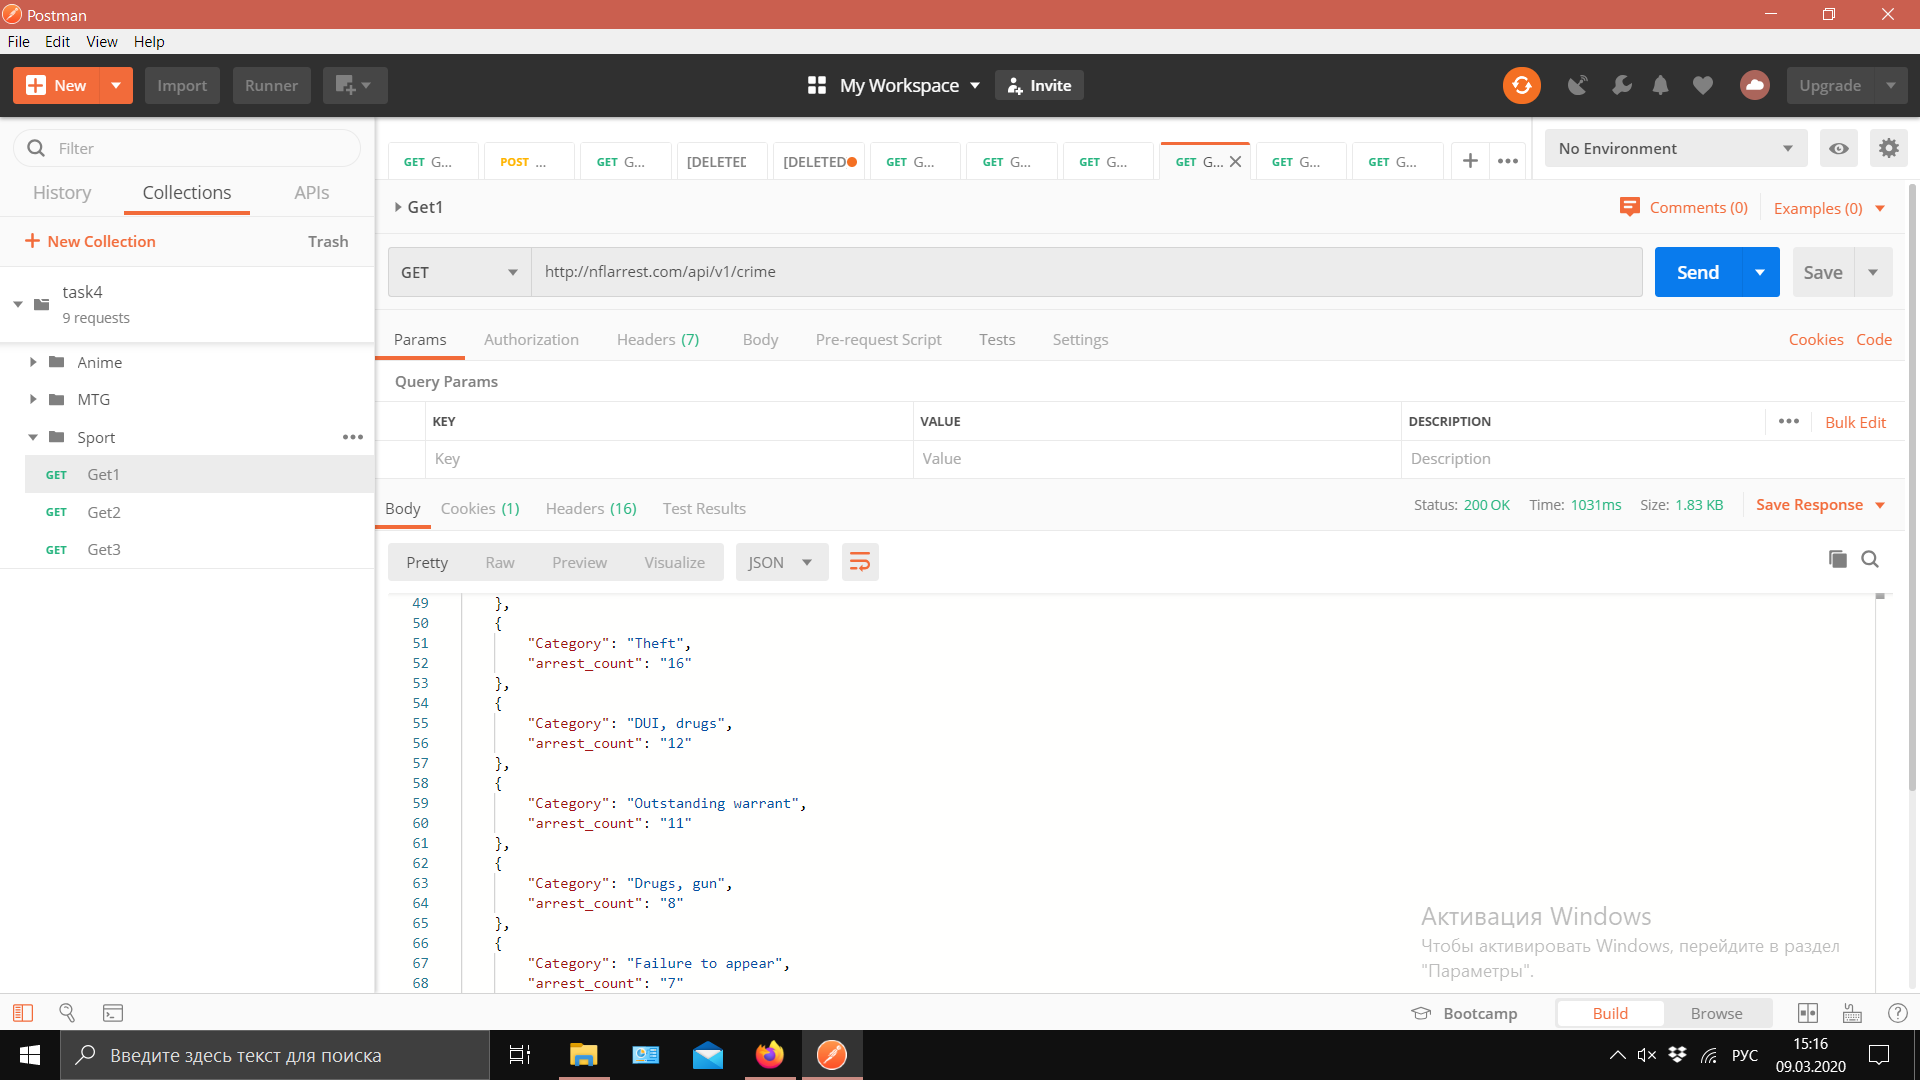 Postman
File Edit View Help
New Import Runner My Workspace Invite Upgrade
Filter
History Collections APIs
New Collection Trash
task4
9 requests
Anime
MTG
Sport
GET Get1
GET Get2
GET Get3
GET G... POST ... GET G... [DELETED [DELETED GET G... GET G... GET G... GET G... GET G... GET G...
No Environment
Get1
Comments (0) Examples (0)
GET http://nflarrest.com/api/v1/crime Send Save
Params Authorization Headers (7) Body Pre-request Script Tests Settings Cookies Code
Query Params
KEY VALUE DESCRIPTION Bulk Edit
Key Value Description
Body Cookies (1) Headers (16) Test Results Status: 200 OK Time: 1031ms Size: 1.83 KB Save Response
Pretty Raw Preview Visualize JSON
49 },
50 {
51 "Category": "Theft",
52 "arrest_count": "16"
53 },
54 {
55 "Category": "DUI, drugs",
56 "arrest_count": "12"
57 },
58 {
59 "Category": "Outstanding warrant",
60 "arrest_count": "11"
61 },
62 {
63 "Category": "Drugs, gun",
64 "arrest_count": "8"
65 },
66 {
67 "Category": "Failure to appear",
68 "arrest_count": "7"
Активация Windows
Чтобы активировать Windows, перейдите в раздел
"Параметры".
Bootcamp Build Browse
Введите здесь текст для поиска
РУС
15:16
09.03.2020